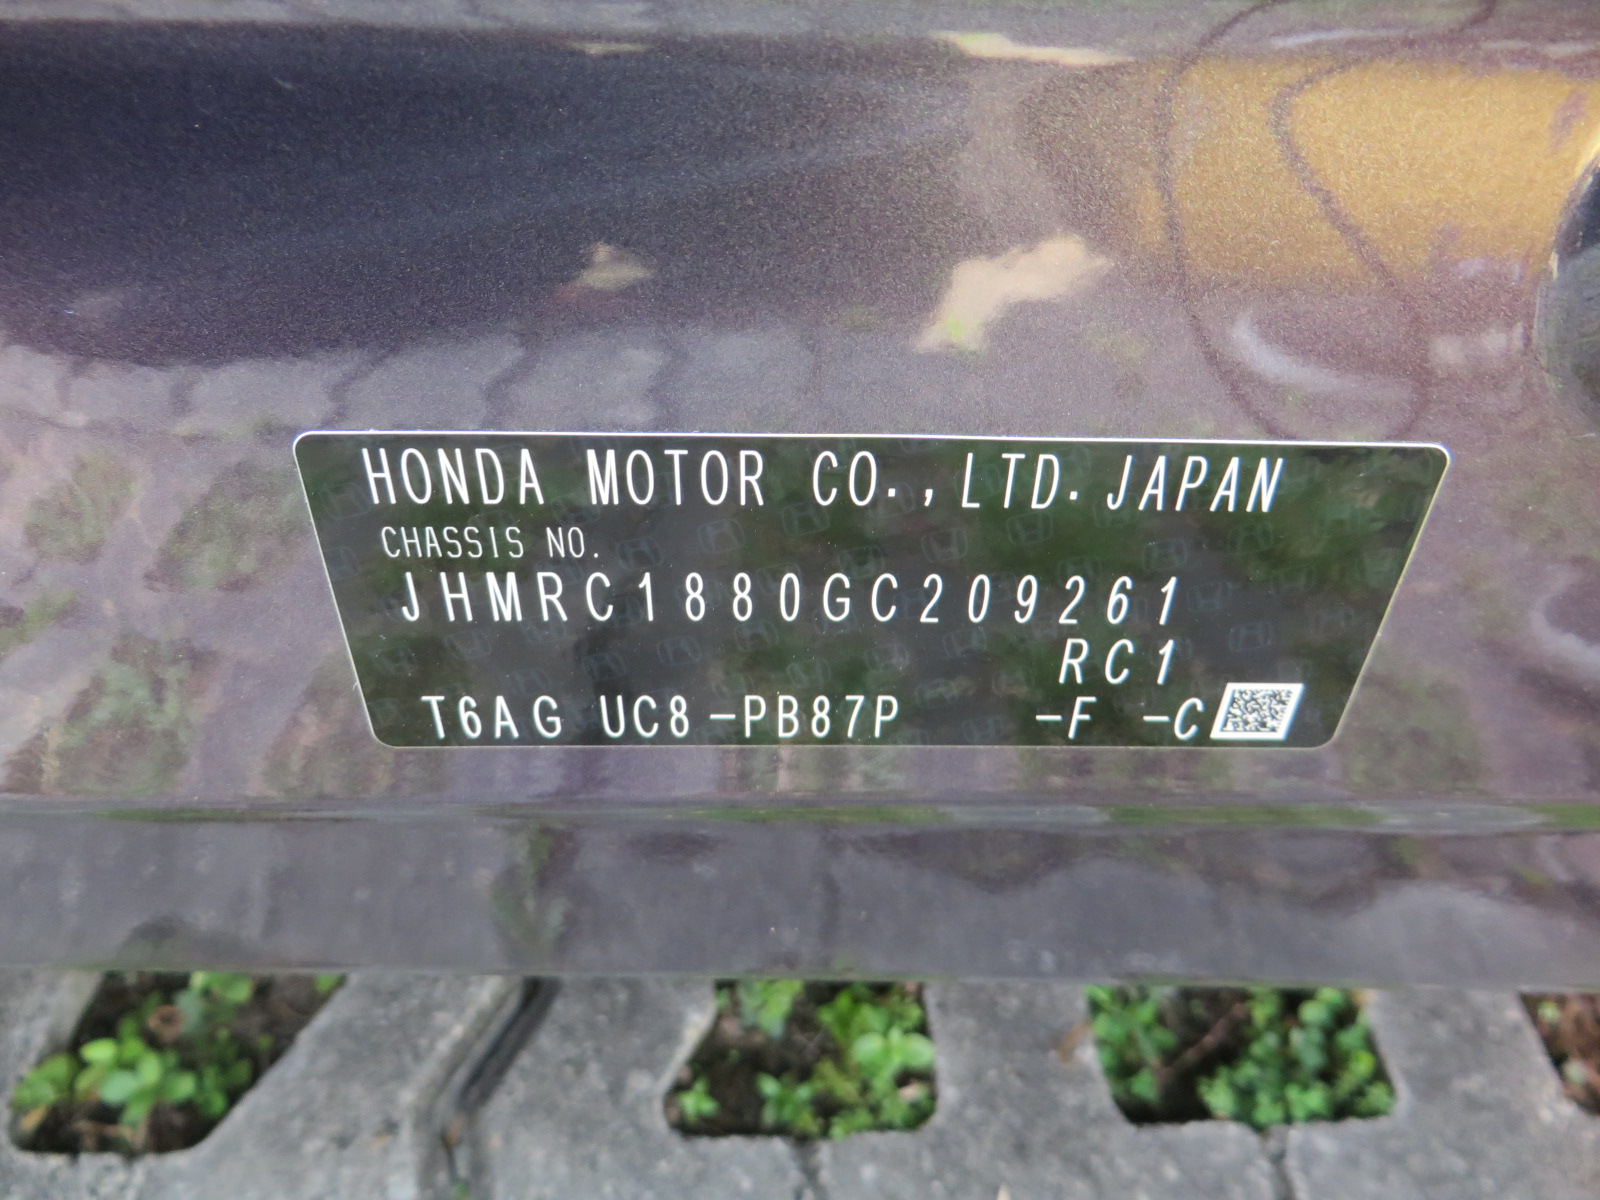 HONDA MOTOR CO.,LTD.JAPAN
CHASSIS NO.
JHMRC1880GC209261
RC1
T6AG UC8-PB87P -F -C